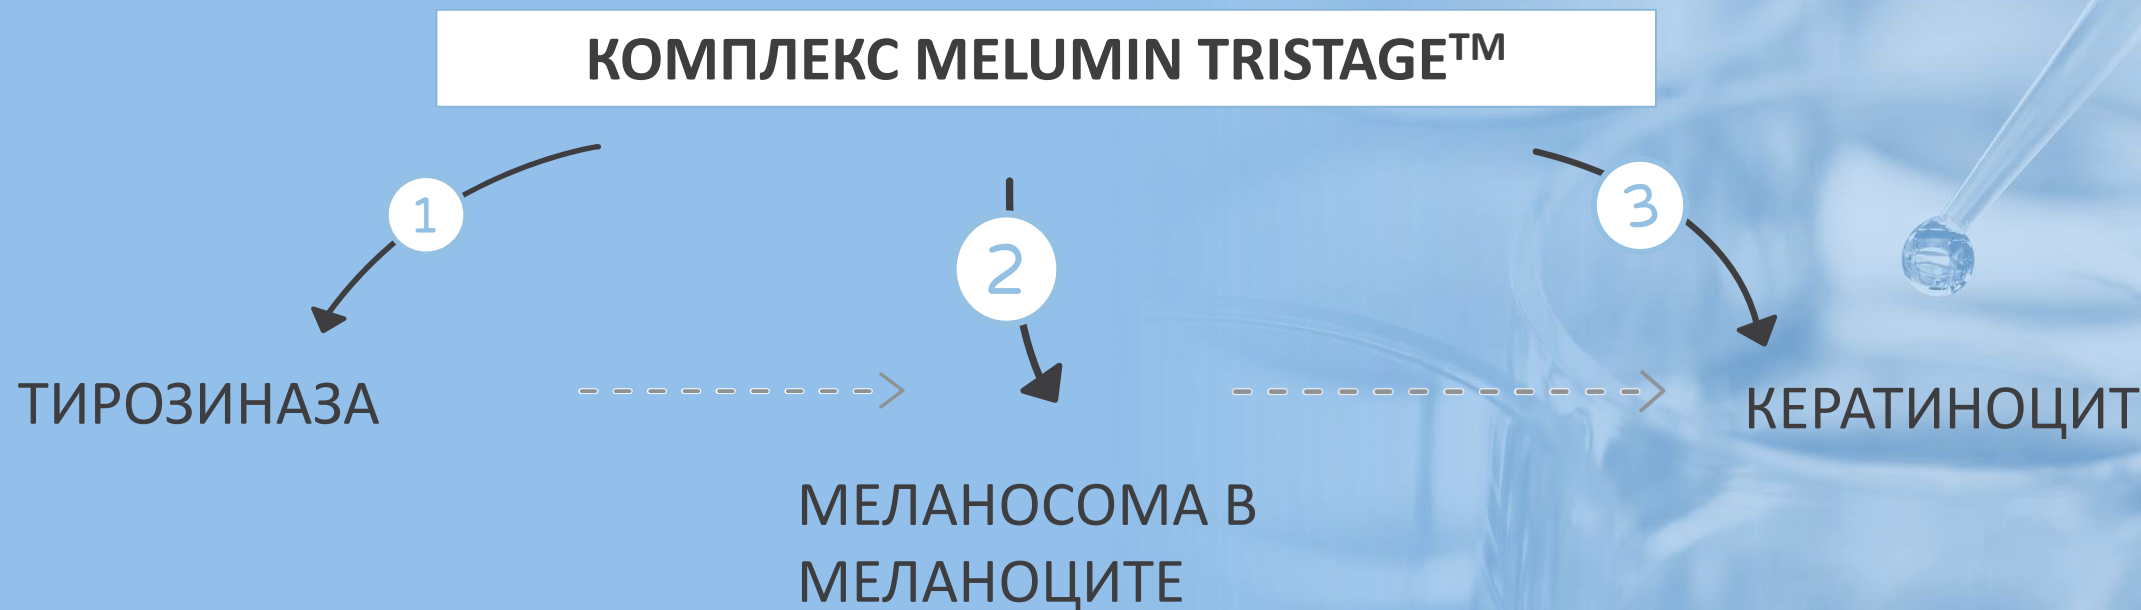 КОМПЛЕКС MELUMIN TRISTAGE™
1
2
3
ТИРОЗИНАЗА
КЕРАТИНОЦИТ
МЕЛАНОСОМА В
МЕЛАНОЦИТЕ